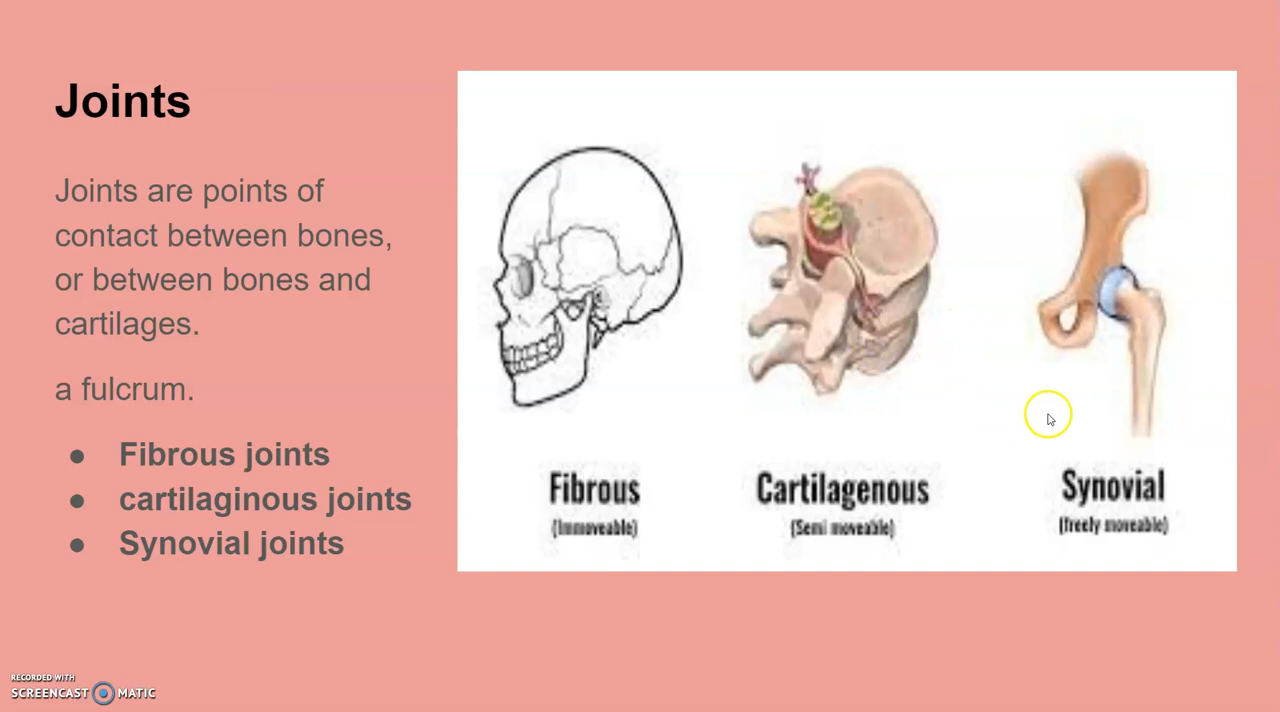 Joints
Joints are points of
contact between bones,
or between bones and
cartilages.
a fulcrum.
● Fibrous joints
● cartilaginous joints
● Synovial joints
Fibrous
(Immoveable)
Cartilagenous
(Semi moveable)
Synovial
(freely moveable)
RECORDED WITH
SCREENCAST MATIC